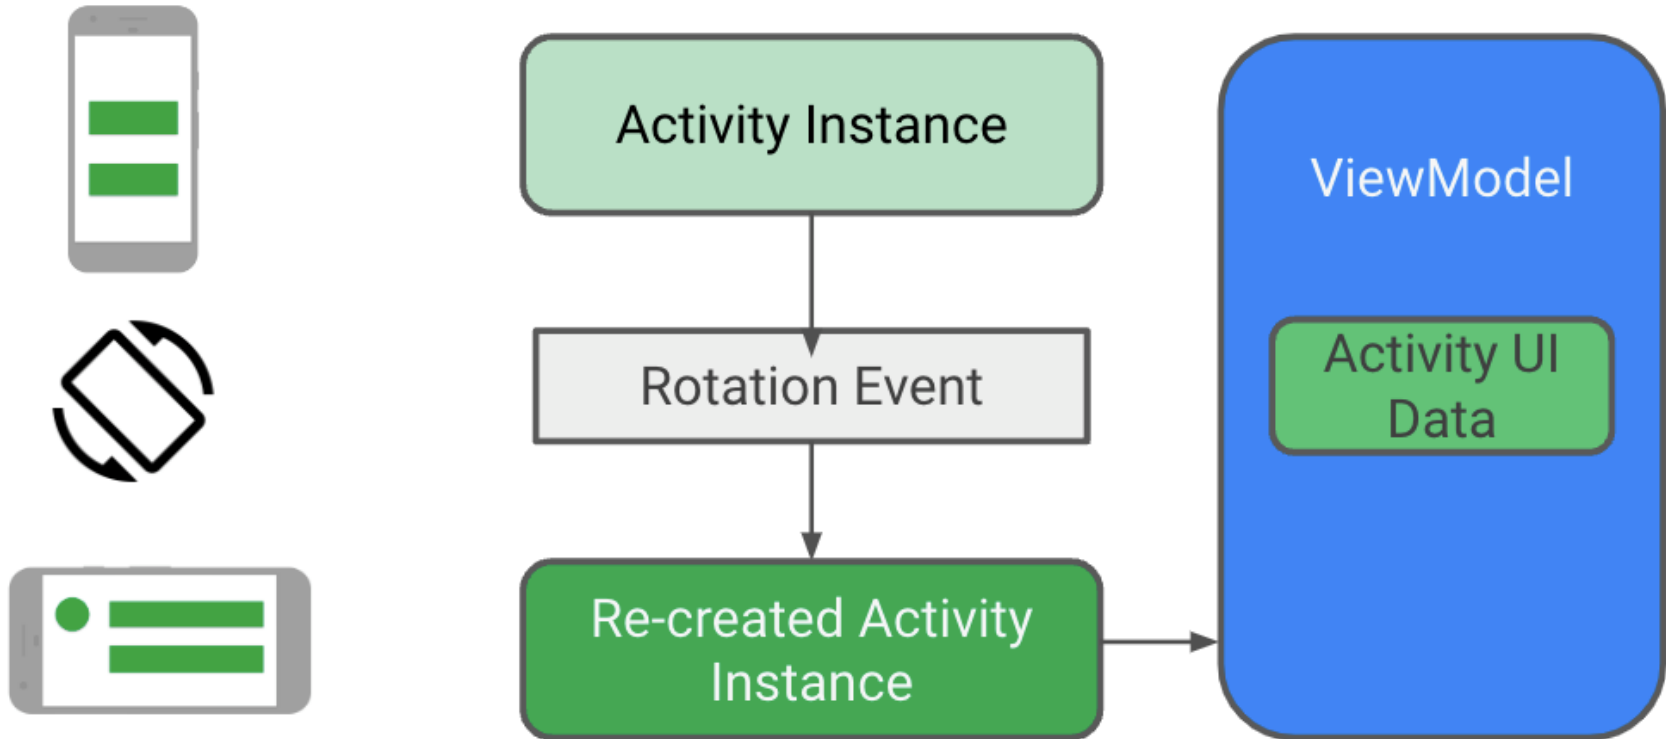 Activity Instance
ViewModel
Rotation Event
Activity UI
Data
Re-created Activity
Instance